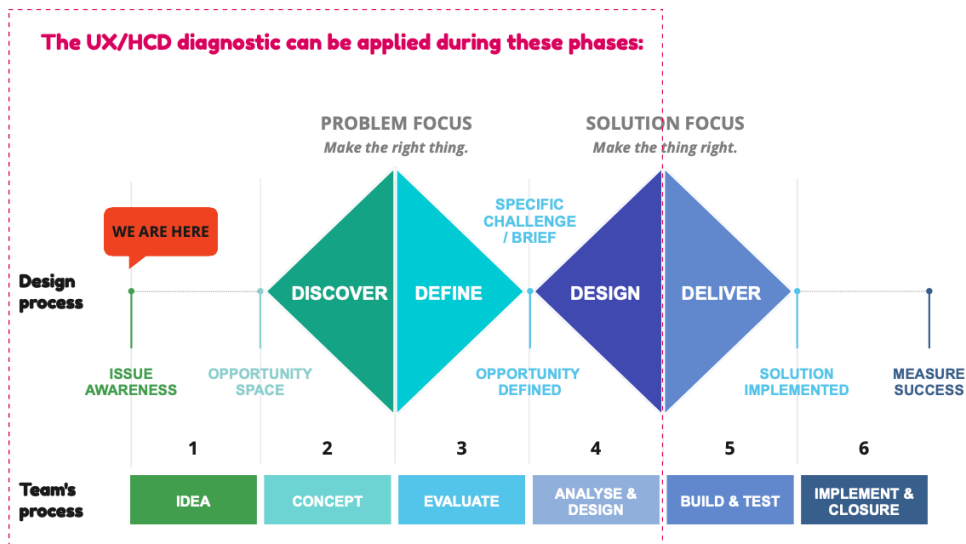 The UX/HCD diagnostic can be applied during these phases:
PROBLEM FOCUS
Make the right thing.
SOLUTION FOCUS
Make the thing right.
WE ARE HERE
SPECIFIC
CHALLENGE
/ BRIEF
Design
process
DISCOVER
DEFINE
DESIGN
DELIVER
ISSUE
AWARENESS
OPPORTUNITY
SPACE
OPPORTUNITY
DEFINED
SOLUTION
IMPLEMENTED
MEASURE
SUCCESS
1
2
3
4
5
6
Team's
process
IDEA
CONCEPT
EVALUATE
ANALYSE &
DESIGN
BUILD & TEST
IMPLEMENT &
CLOSURE